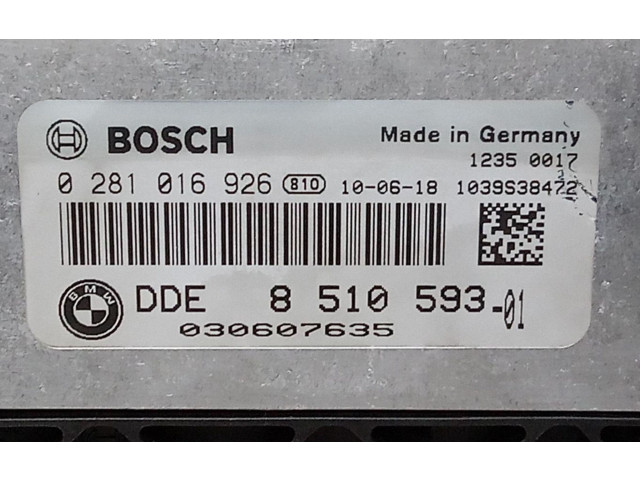 BOSCH Made in Germany
1235 0017
0 281 016 926 810 10-06-18 1039S38472
BMW DDE 8 510 593-01
030607635